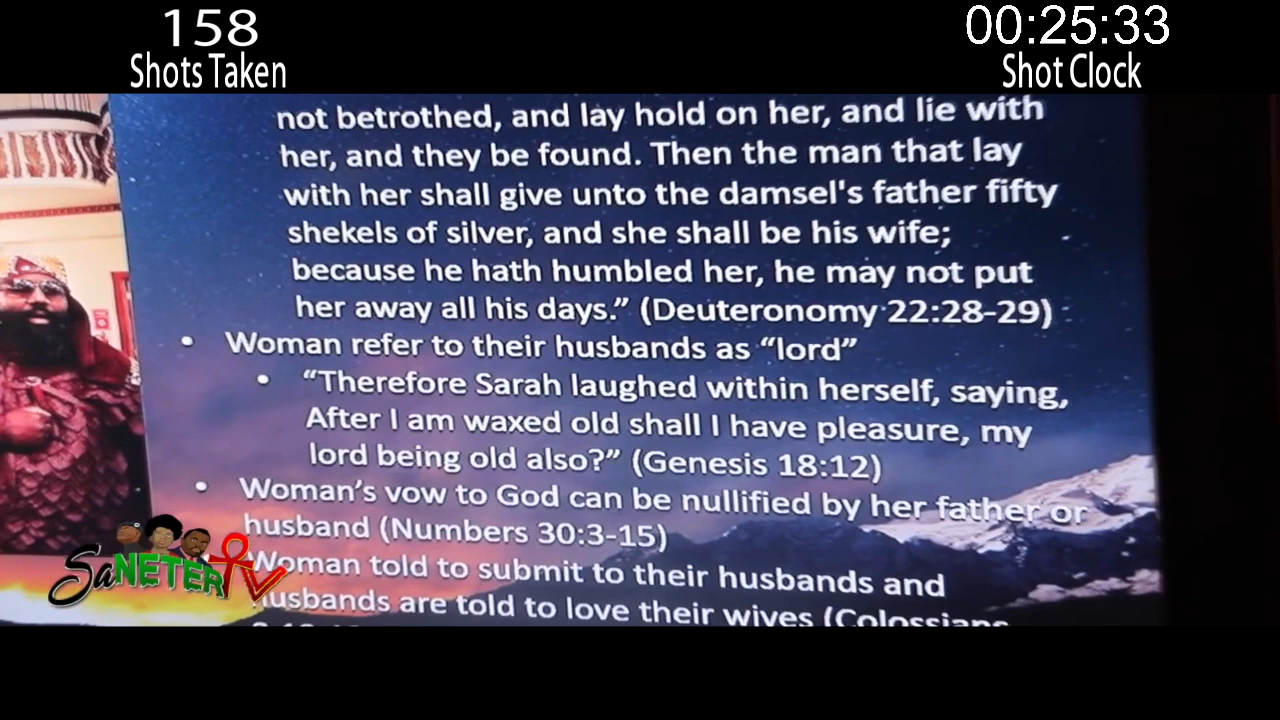 158
Shots Taken
00:25:33
Shot Clock
not betrothed, and lay hold on her, and lie with
her, and they be found. Then the man that lay
with her shall give unto the damsel's father fifty
shekels of silver, and she shall be his wife;
because he hath humbled her, he may not put
her away all his days.” (Deuteronomy 22:28-29)
• Woman refer to their husbands as “lord”
• “Therefore Sarah laughed within herself, saying,
After I am waxed old shall I have pleasure, my
lord being old also?” (Genesis 18:12)
• Woman’s vow to God can be nullified by her father or
husband (Numbers 30:3-15)
Woman told to submit to their husbands and
husbands are told to love their wives (Colossians
SaNETER TV